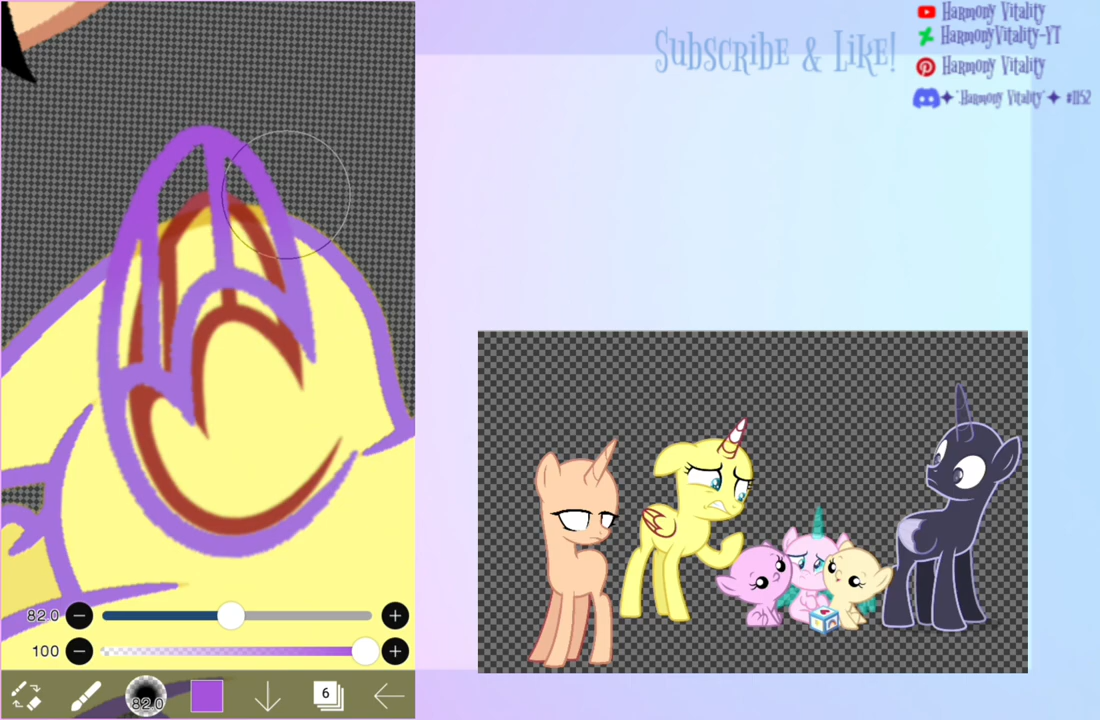 Subscribe & Like!
Harmony Vitality
HarmonyVitality-YT
Harmony Vitality
✦˚.Harmony Vitality˚✦ #1152
82.0
100
82.0
6